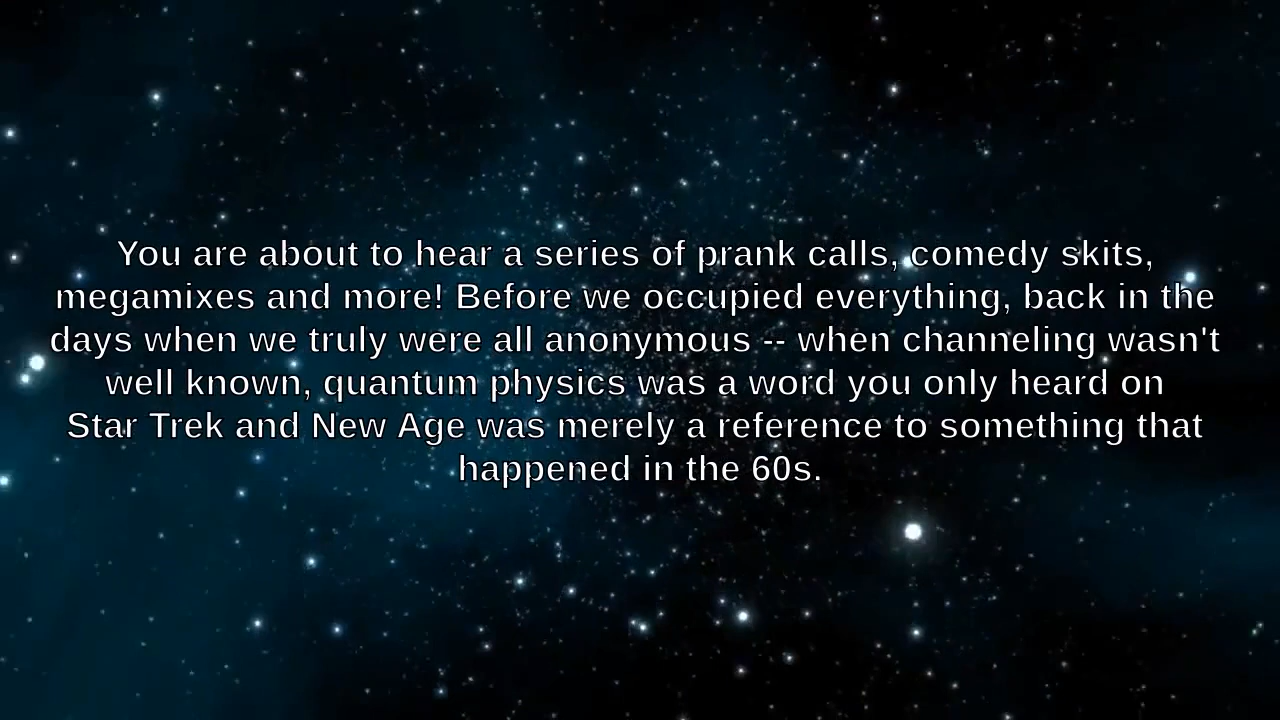 You are about to hear a series of prank calls, comedy skits,
megamixes and more! Before we occupied everything, back in the
days when we truly were all anonymous -- when channeling wasn't
well known, quantum physics was a word you only heard on
Star Trek and New Age was merely a reference to something that
happened in the 60s.